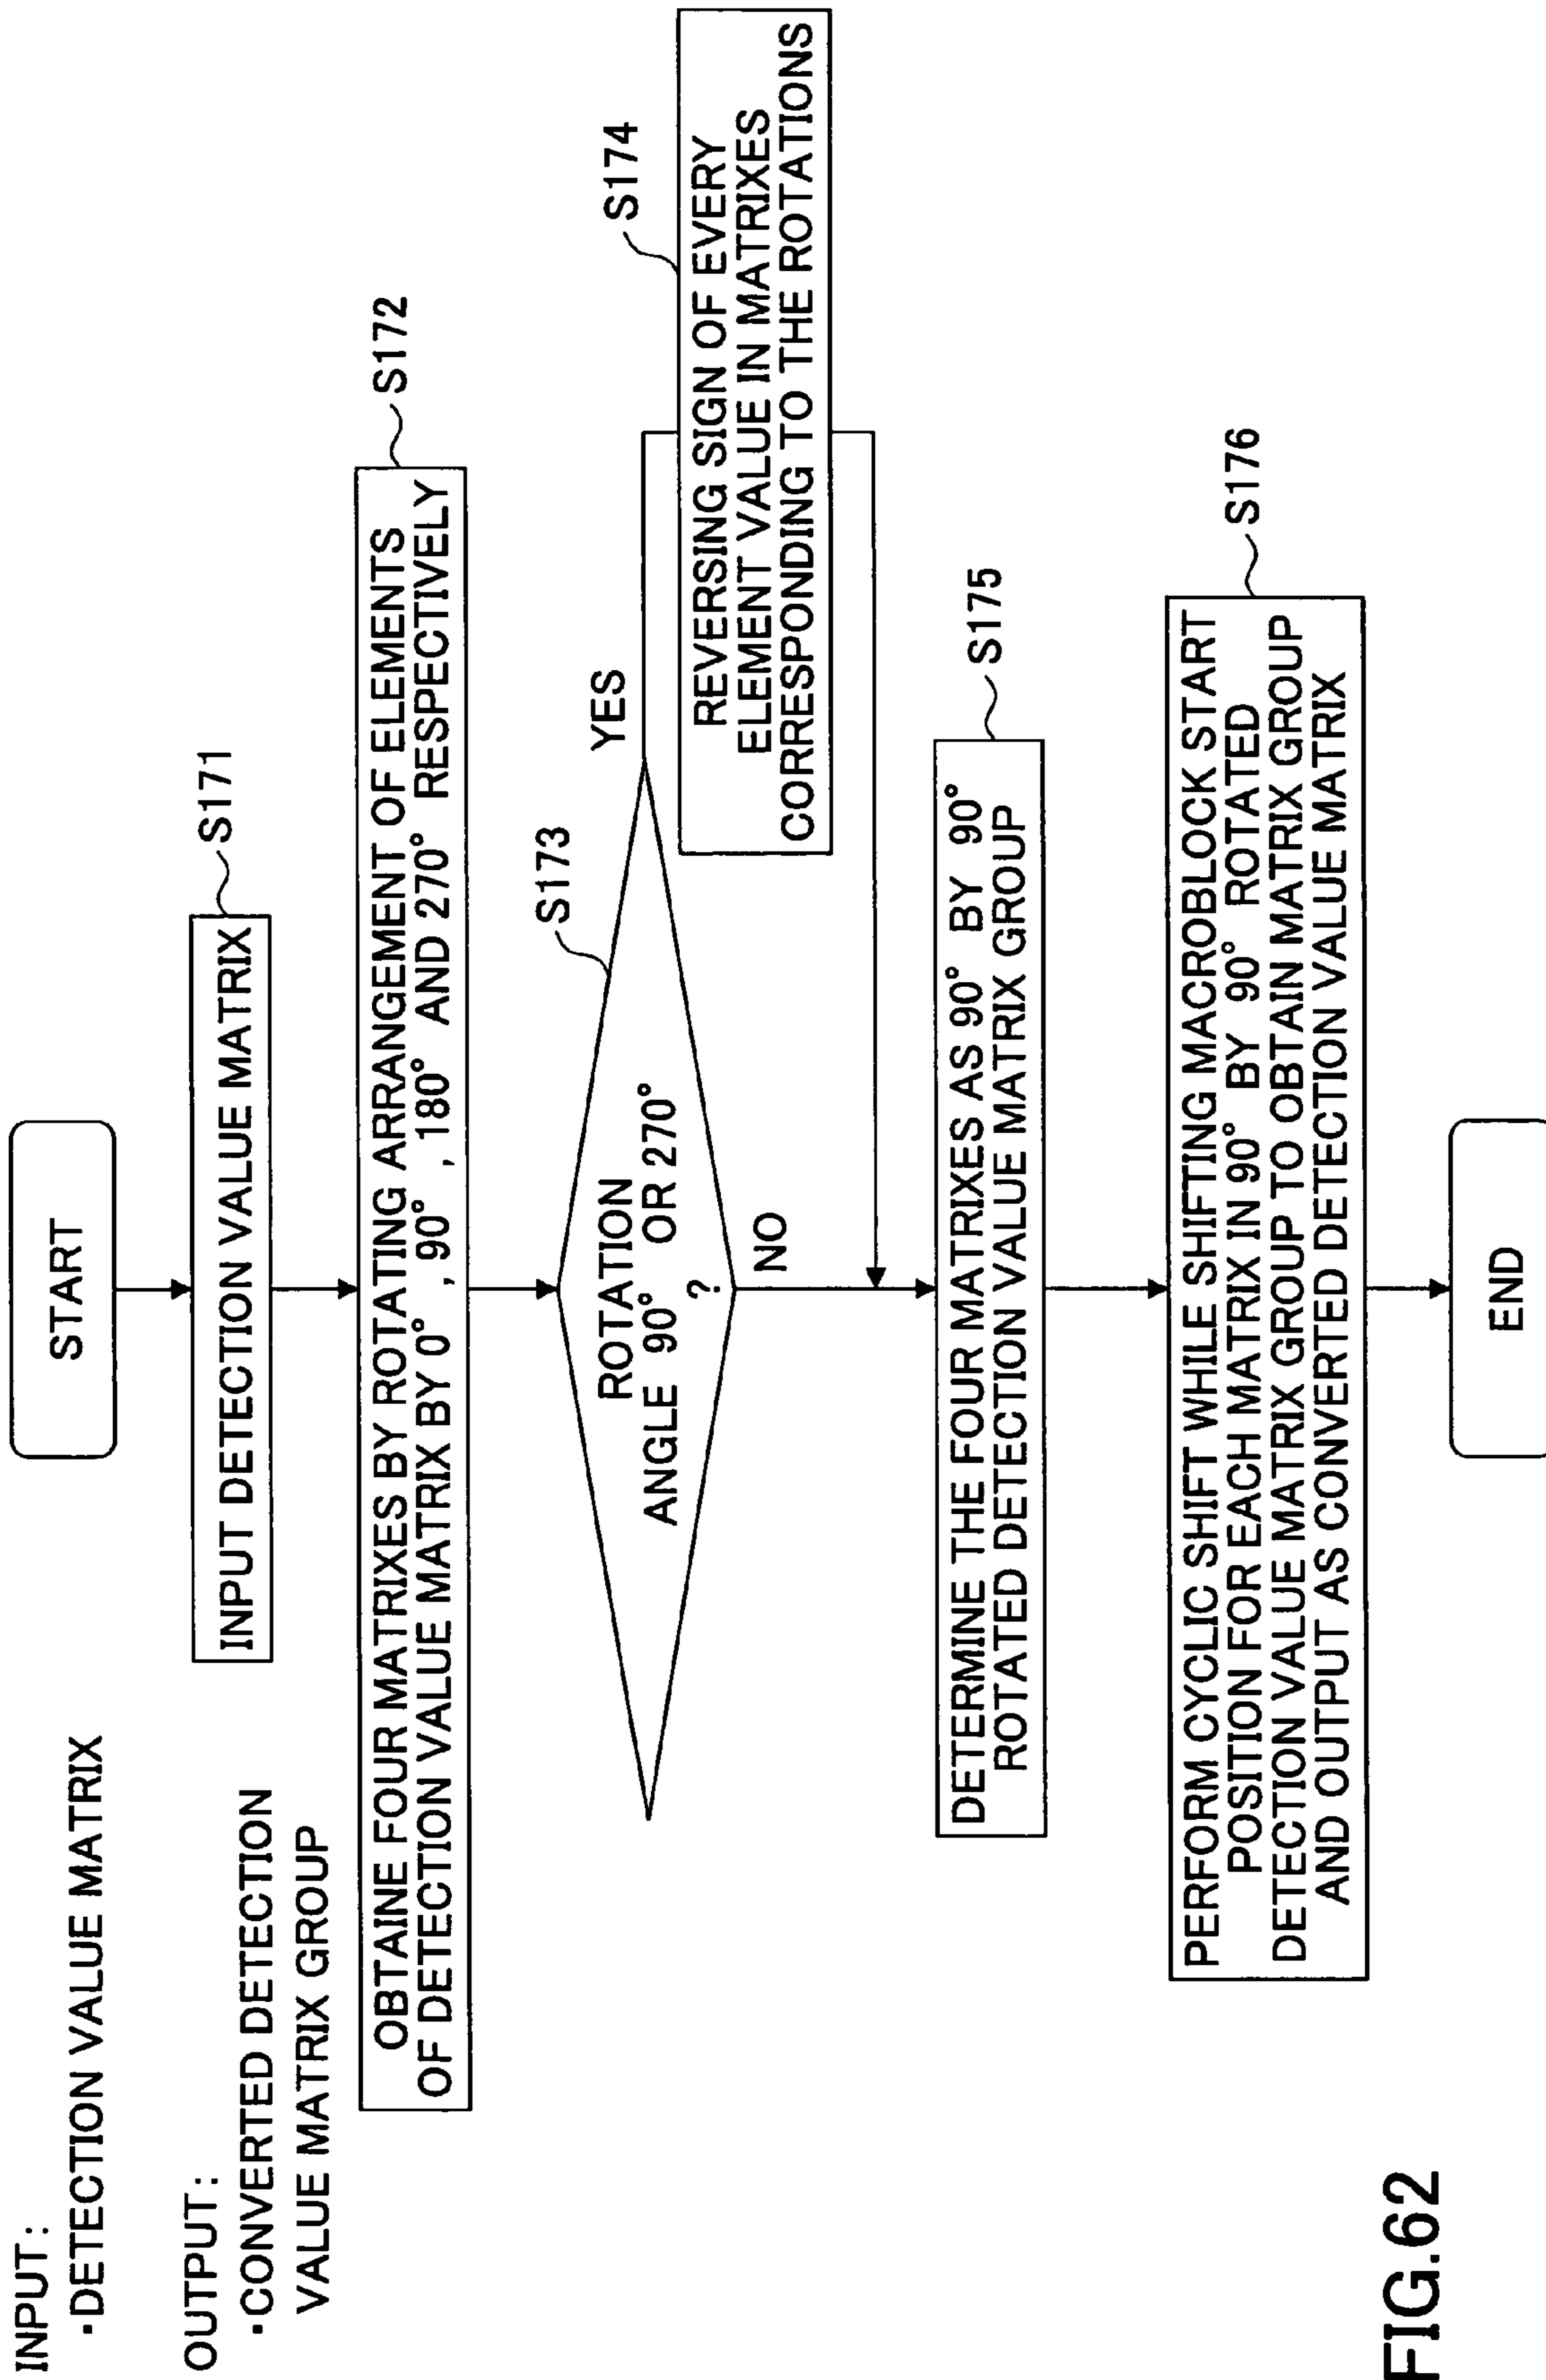 INPUT:
・DETECTION VALUE MATRIX
OUTPUT:
・CONVERTED DETECTION
VALUE MATRIX GROUP
START
INPUT DETECTION VALUE MATRIX
S171
OBTAINE FOUR MATRIXES BY ROTATING ARRANGEMENT OF ELEMENTS
OF DETECTION VALUE MATRIX BY 0°, 90°, 180° AND 270° RESPECTIVELY
S172
ROTATION
ANGLE 90° OR 270°
?
S173
YES
NO
REVERSING SIGN OF EVERY
ELEMENT VALUE IN MATRIXES
CORRESPONDING TO THE ROTATIONS
S174
DETERMINE THE FOUR MATRIXES AS 90° BY 90°
ROTATED DETECTION VALUE MATRIX GROUP
S175
PERFORM CYCLIC SHIFT WHILE SHIFTING MACROBLOCK START
POSITION FOR EACH MATRIX IN 90° BY 90° ROTATED
DETECTION VALUE MATRIX GROUP TO OBTAIN MATRIX GROUP
AND OUTPUT AS CONVERTED DETECTION VALUE MATRIX
S176
END
FIG.62